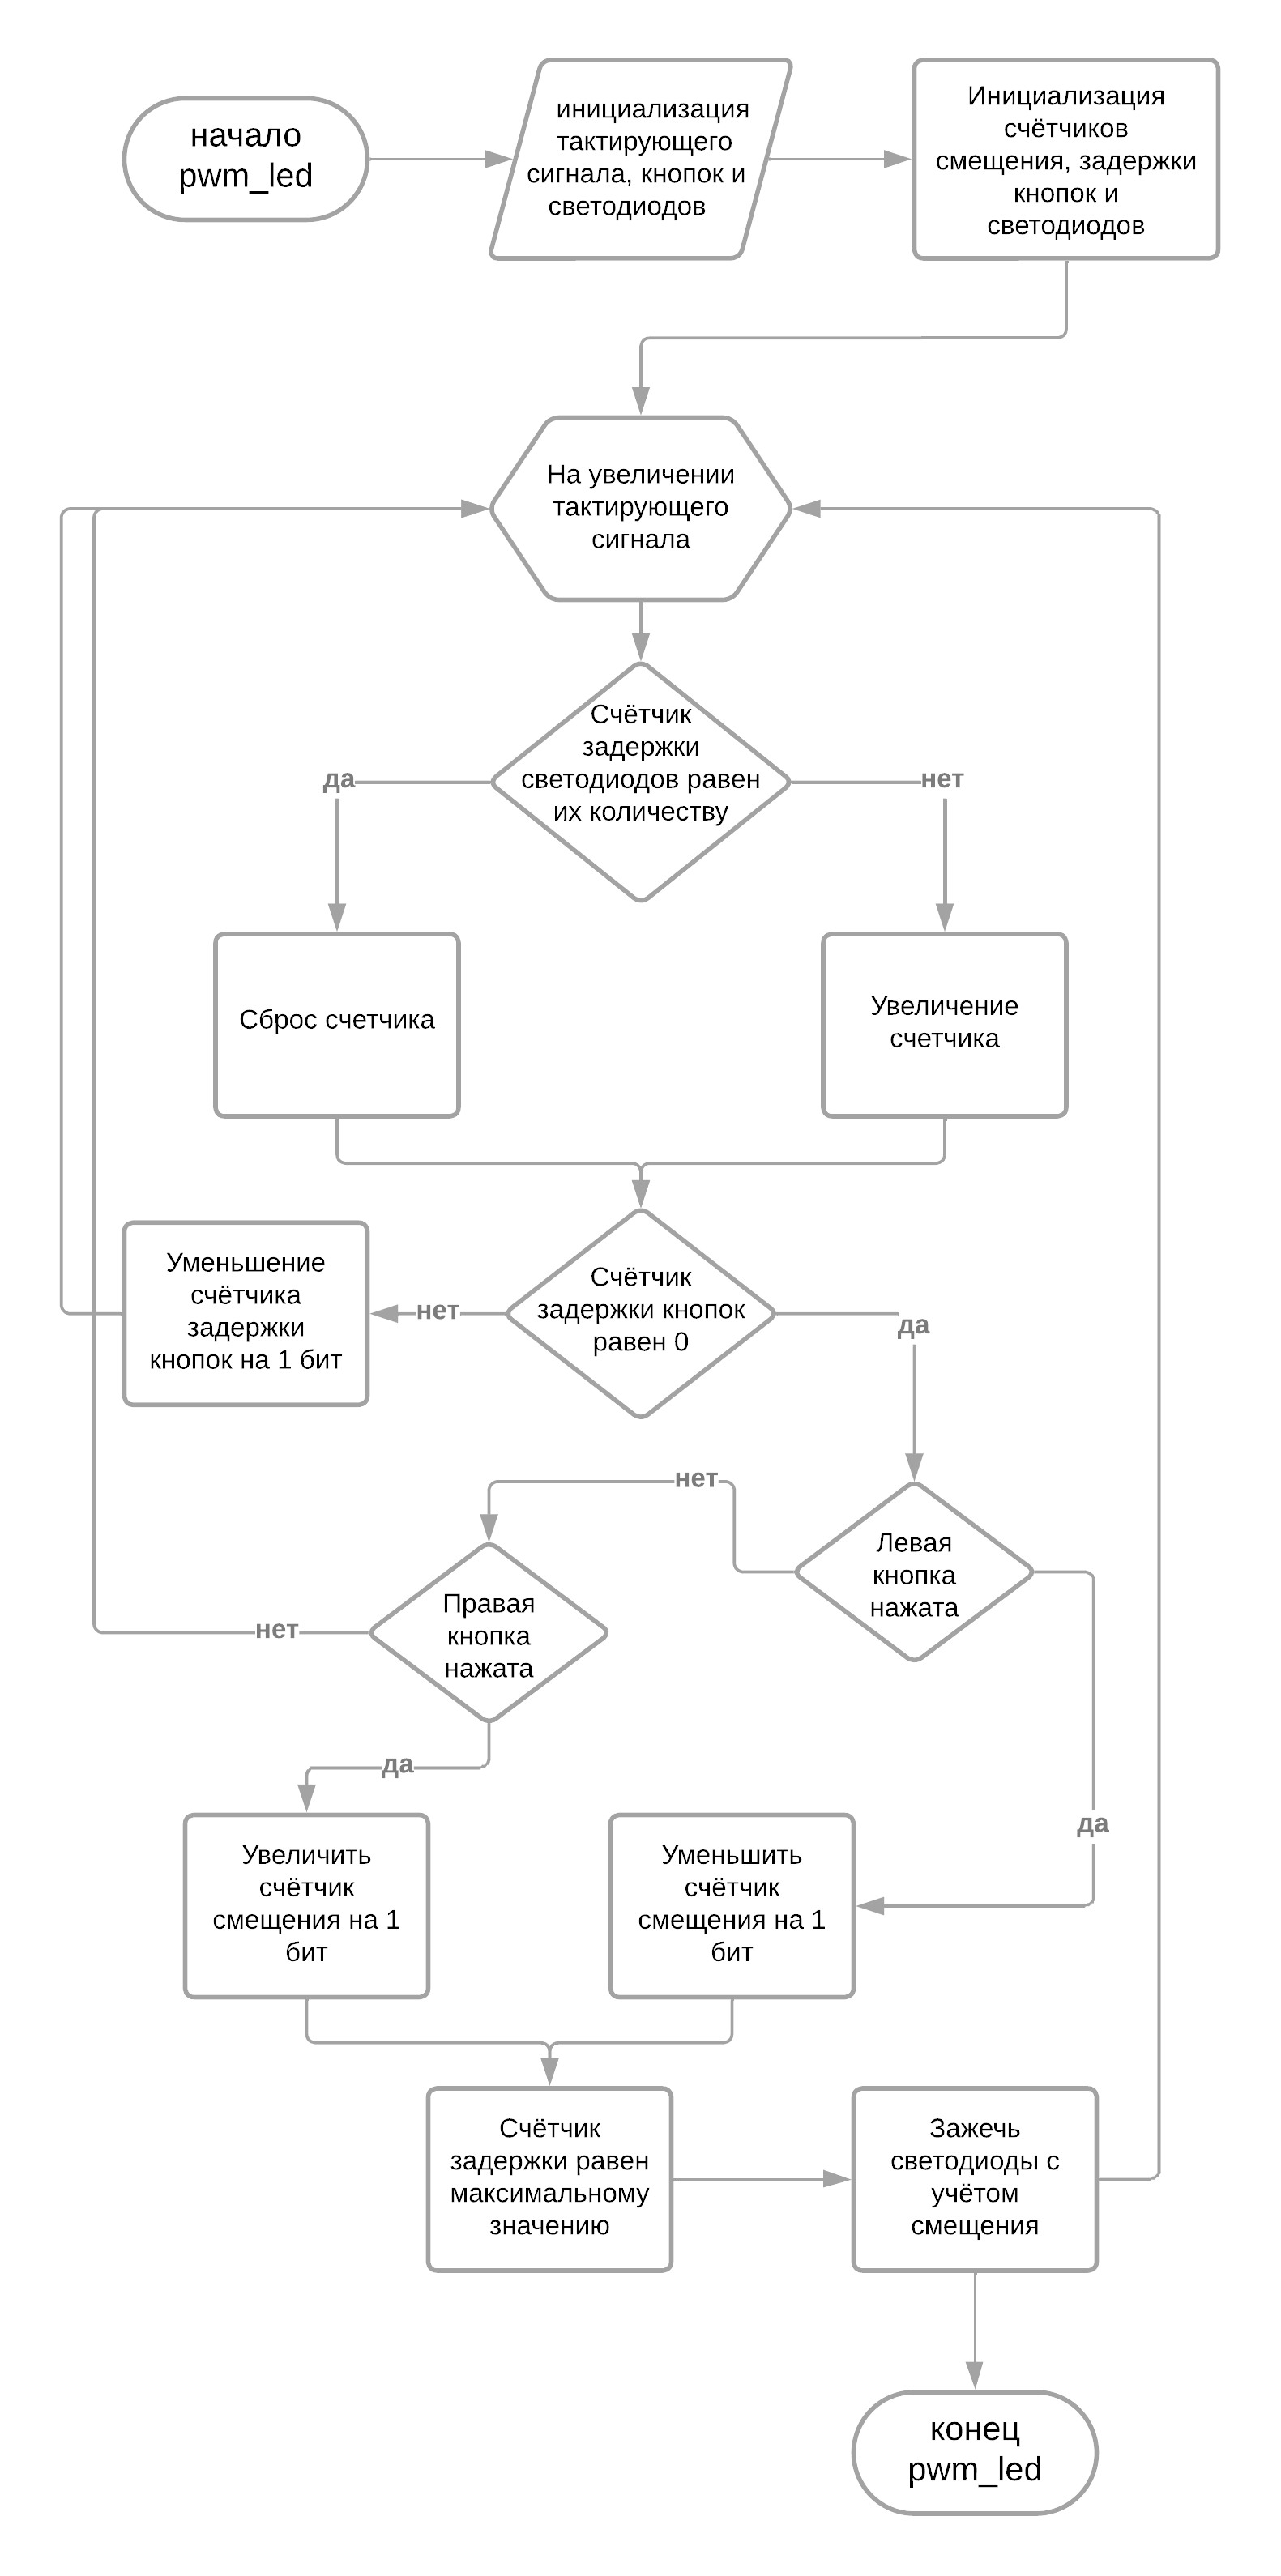 начало
pwm_led
инициализация
тактирующего
сигнала, кнопок и
светодиодов
Инициализация
счётчиков
смещения, задержки
кнопок и
светодиодов
На увеличении
тактирующего
сигнала
Счётчик
задержки
светодиодов равен
их количеству
да
нет
Сброс счетчика
Увеличение
счетчика
Уменьшение
счётчика
задержки
кнопок на 1 бит
нет
Счётчик
задержки кнопок
равен 0
да
нет
Левая
кнопка
нажата
Правая
кнопка
нажата
нет
да
да
Увеличить
счётчик
смещения на 1
бит
Уменьшить
счётчик
смещения на 1
бит
Счётчик
задержки равен
максимальному
значению
Зажечь
светодиоды с
учётом
смещения
конец
pwm_led